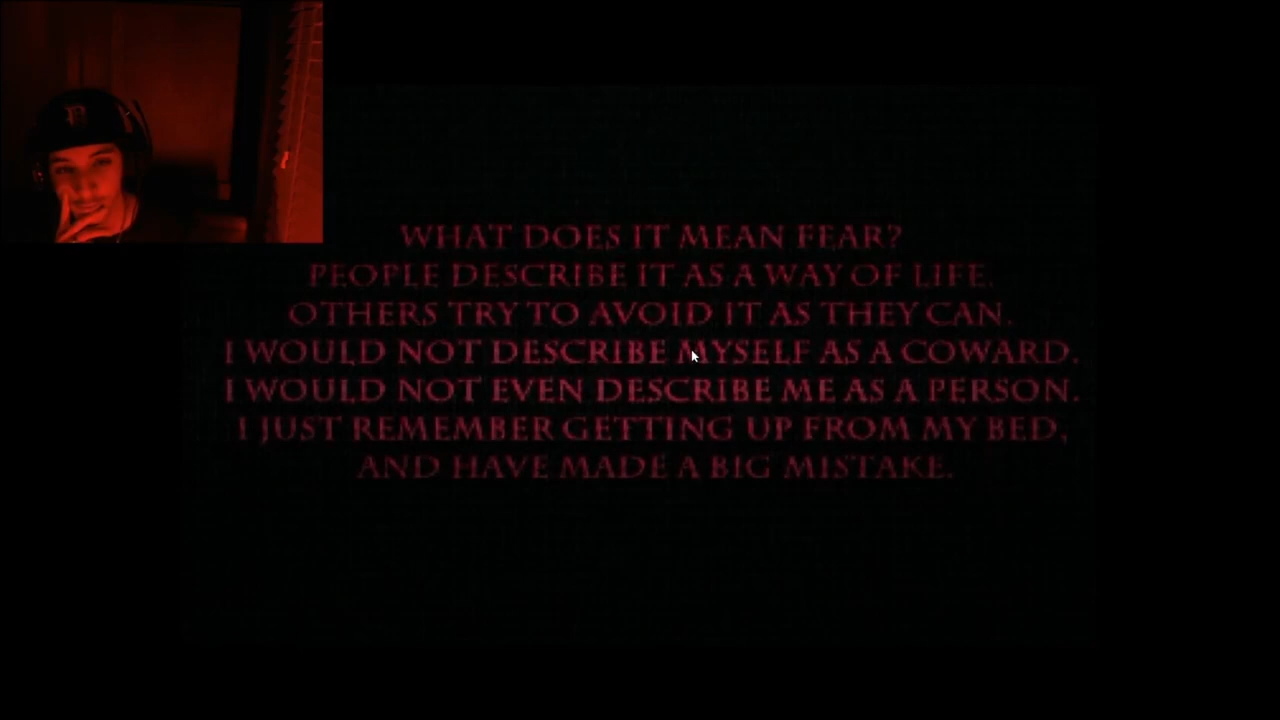 WHAT DOES IT MEAN FEAR?
PEOPLE DESCRIBE IT AS A WAY OF LIFE.
OTHERS TRY TO AVOID IT AS THEY CAN.
I WOULD NOT DESCRIBE MYSELF AS A COWARD.
I WOULD NOT EVEN DESCRIBE ME AS A PERSON.
I JUST REMEMBER GETTING UP FROM MY BED,
AND HAVE MADE A BIG MISTAKE.